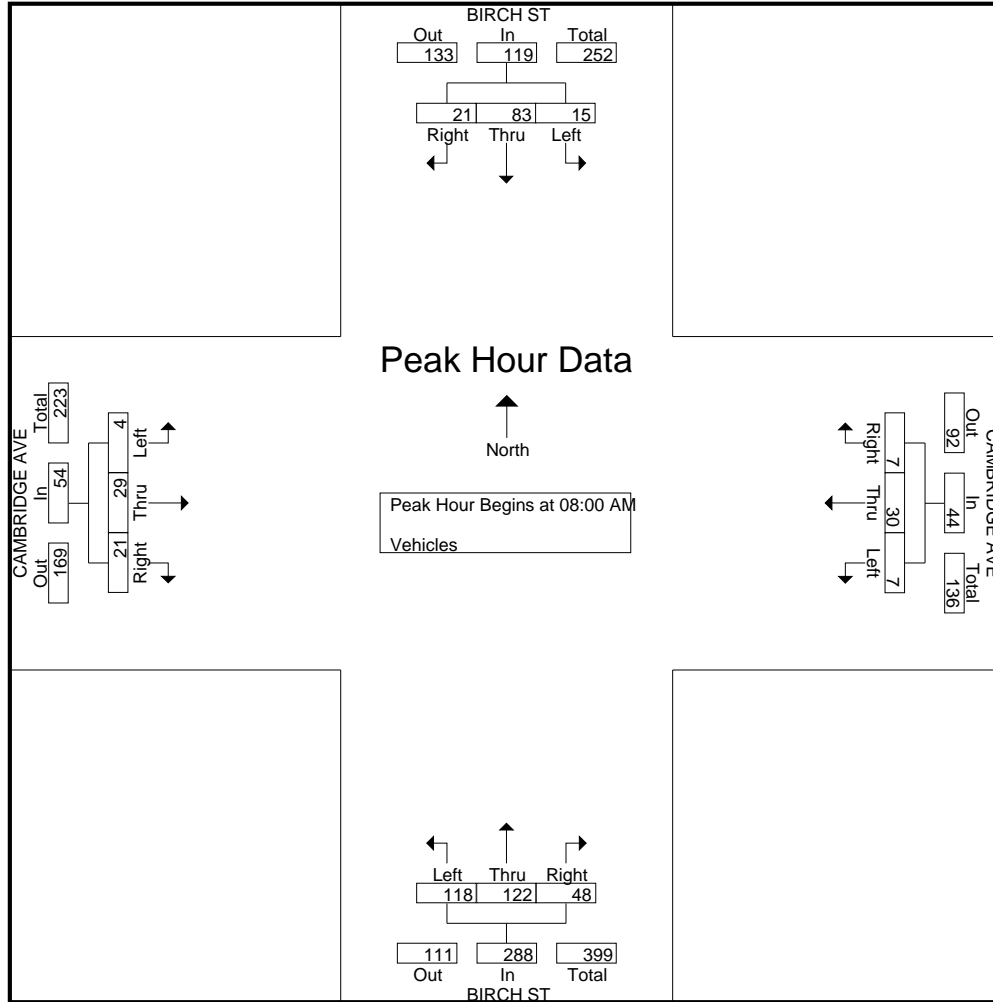 BIRCH ST
Out In Total
133 119 252
21 83 15
Right Thru Left
Peak Hour Data
North
Peak Hour Begins at 08:00 AM
Vehicles
CAMBRIDGE AVE
Out In Total
169 54 223
21 29 4
Right Thru Left
CAMBRIDGE AVE
Out In Total
92 44 136
7 30 7
Right Thru Left
Left Thru Right
118 122 48
111 288 399
Out In Total
BIRCH ST